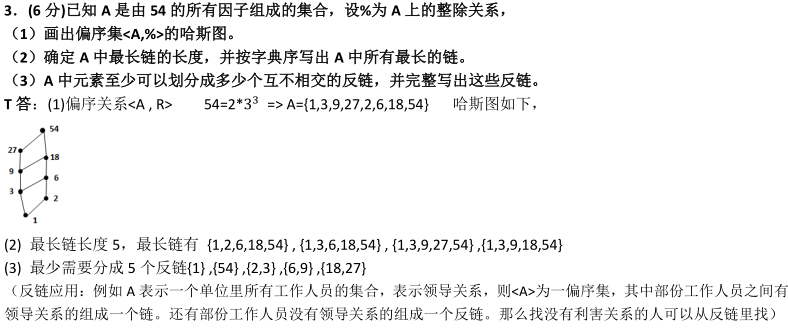 3．(6 分)已知 A 是由 54 的所有因子组成的集合，设%为 A 上的整除关系，
（1）画出偏序集<A,%>的哈斯图。
（2）确定 A 中最长链的长度，并按字典序写出 A 中所有最长的链。
（3）A 中元素至少可以划分成多少个互不相交的反链，并完整写出这些反链。
T 答：(1)偏序关系<A , R> 54=2*3³ => A={1,3,9,27,2,6,18,54} 哈斯图如下，
54
27
18
9
6
3
2
1
(2) 最长链长度 5，最长链有 {1,2,6,18,54} , {1,3,6,18,54} , {1,3,9,27,54} ,{1,3,9,18,54}
(3) 最少需要分成 5 个反链{1} ,{54} ,{2,3} ,{6,9} ,{18,27}
（反链应用：例如 A 表示一个单位里所有工作人员的集合，表示领导关系，则<A>为一偏序集，其中部份工作人员之间有
领导关系的组成一个链。还有部份工作人员没有领导关系的组成一个反链。那么找没有利害关系的人可以从反链里找）